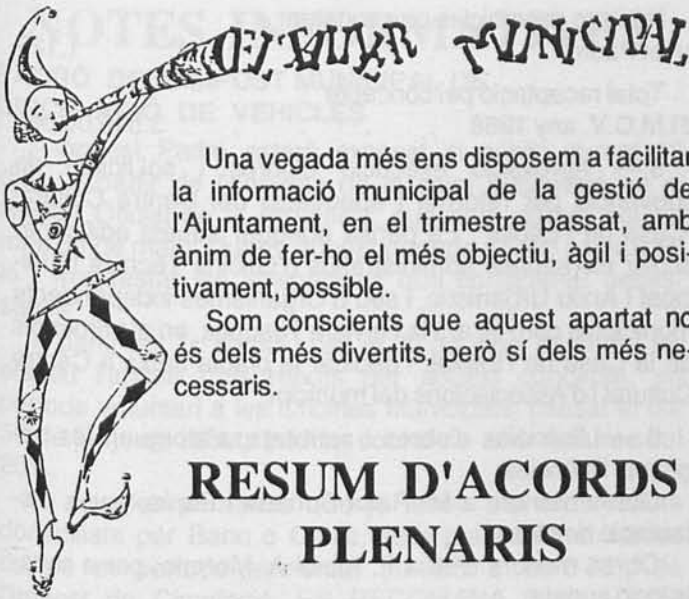 MUNICIPAL
Una vegada més ens disposem a facilitar
la informació municipal de la gestió de
l'Ajuntament, en el trimestre passat, amb
ànim de fer-ho el més objectiu, àgil i posi-
tivament, possible.
Som conscients que aquest apartat no
és dels més divertits, però sí dels més ne-
cessaris.
RESUM D'ACORDS
PLENARIS